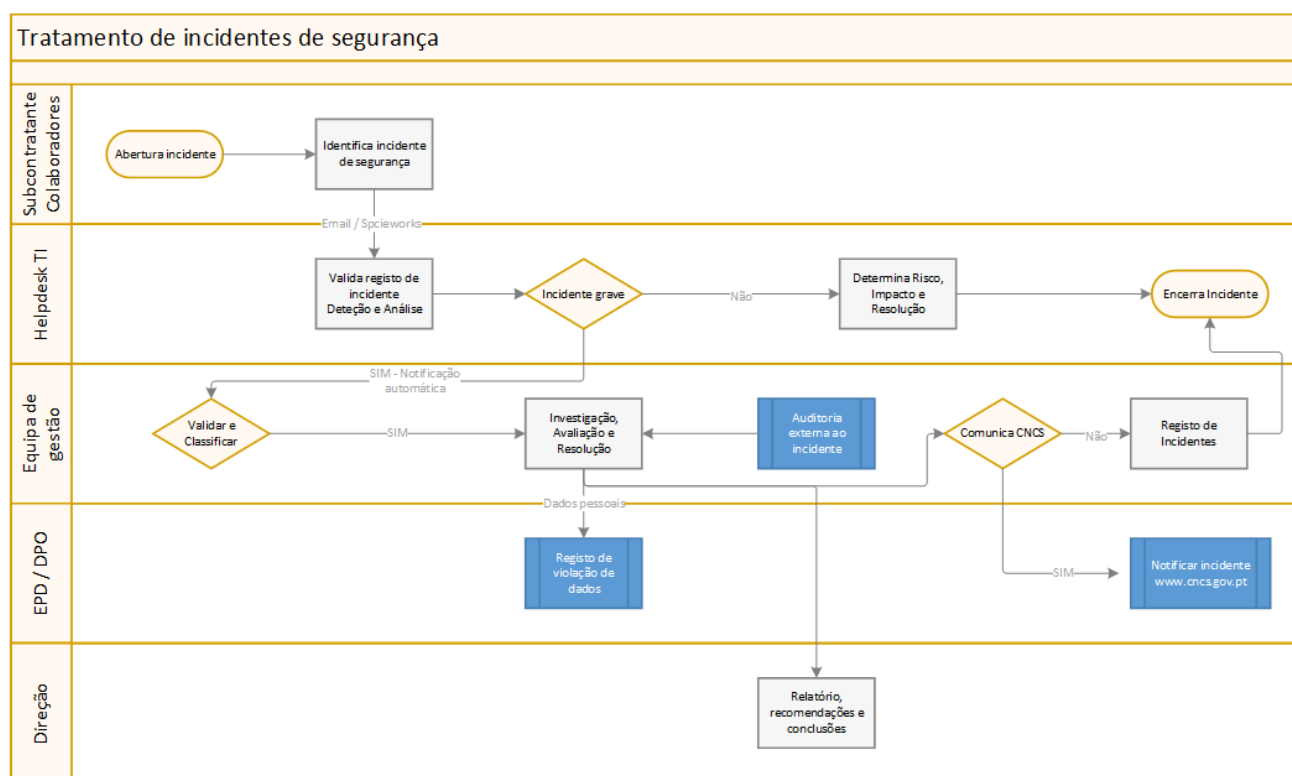 Tratamento de incidentes de segurança
Subcontratante
Colaboradores
Abertura incidente
Identifica incidente
de segurança
Email / Spcieworks
Helpdesk TI
Valida registo de
incidente
Deteção e Análise
Incidente grave
Não
Determina Risco,
Impacto e
Resolução
Encerra Incidente
SIM - Notificação
automática
Equipa de
gestão
Validar e
Classificar
SIM
Investigação,
Avaliação e
Resolução
Auditoria
externa ao
incidente
Comunica CNCS
Não
Registo de
Incidentes
Dados pessoais
EPD / DPO
Registo de
violação de
dados
SIM
Notificar incidente
www.cncs.gov.pt
Direção
Relatório,
recomendações e
conclusões